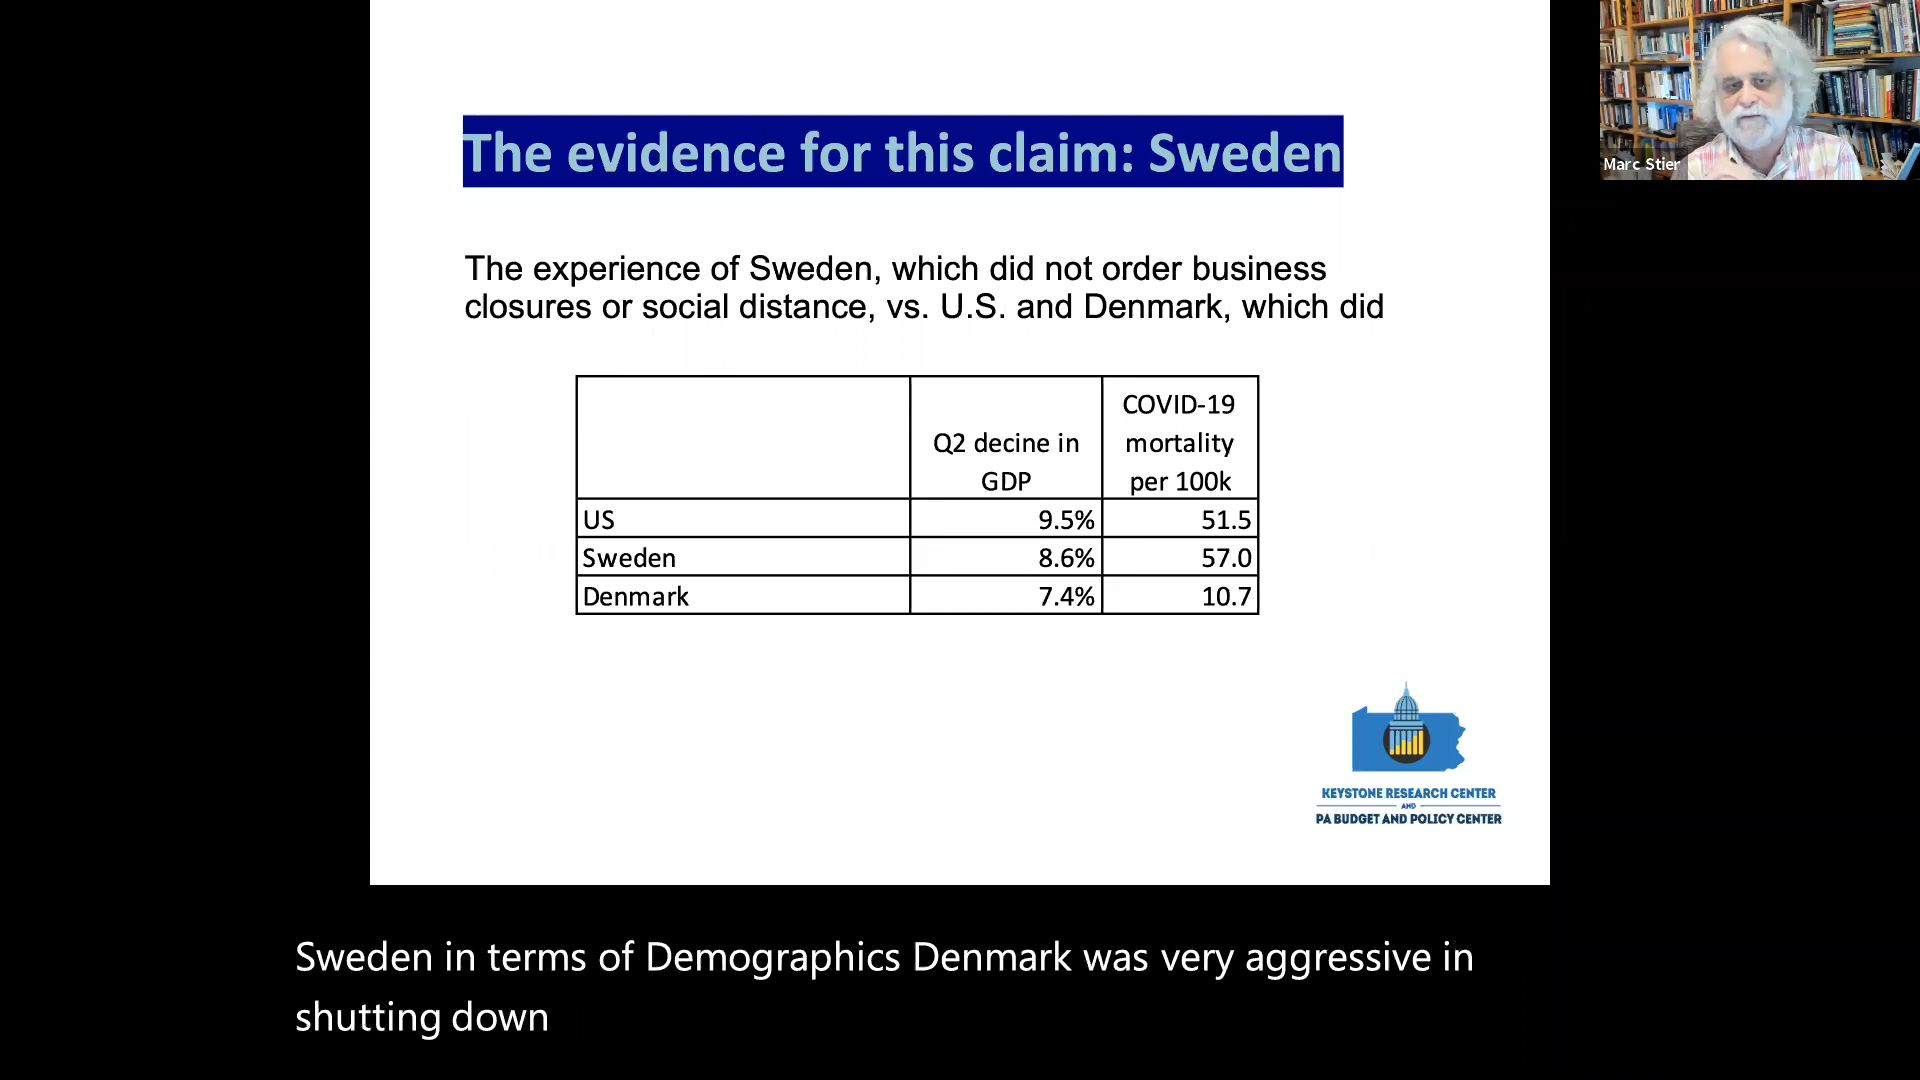 The evidence for this claim: Sweden
Marc Stier
The experience of Sweden, which did not order business
closures or social distance, vs. U.S. and Denmark, which did
Q2 decine in
GDP
COVID-19
mortality
per 100k
US 9.5% 51.5
Sweden 8.6% 57.0
Denmark 7.4% 10.7
KEYSTONE RESEARCH CENTER
AND
PA BUDGET AND POLICY CENTER
Sweden in terms of Demographics Denmark was very aggressive in
shutting down